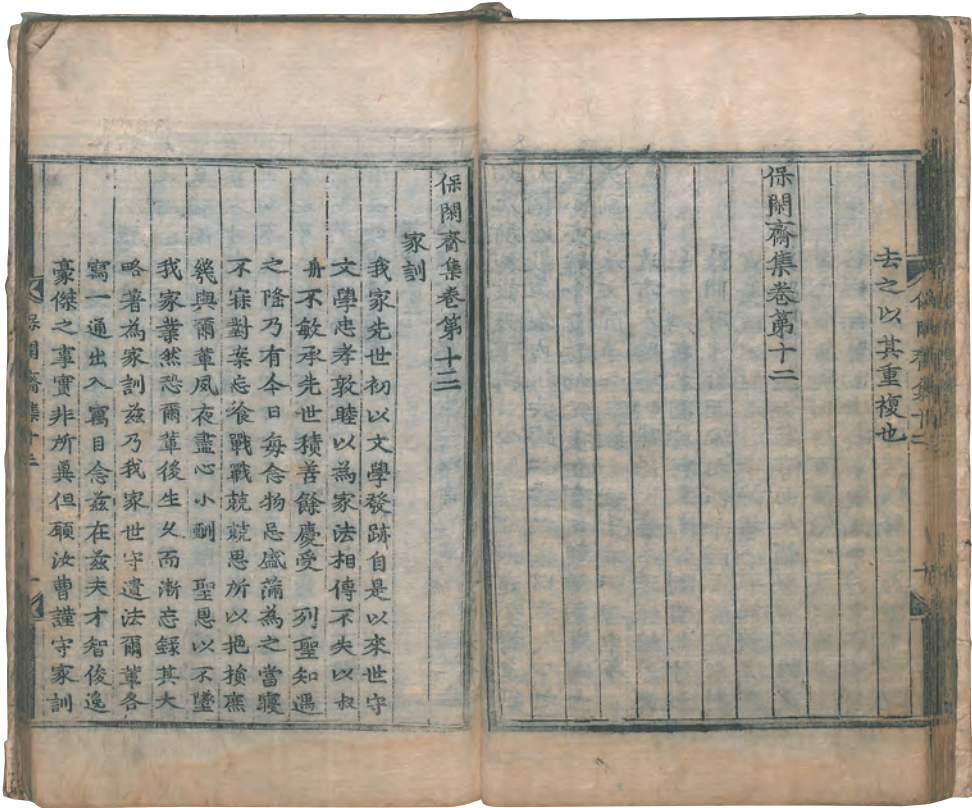 去之以其重複也
保閑齋集卷第十二
保閑齋集卷第十三
家訓
我家先世初以文學發跡自是以來世守
文學忠孝敦睦以為家法相傳不失以叔
舟不敏承先世積善餘慶受 列聖知遇
之隆乃有今日每念物忌盛滿為之當寢
不寐對案忘飡戰戰兢兢思所以挹損庶
幾與爾輩夙夜盡心小酬 聖恩以不墜
我家業然恐爾輩後生久而漸忘錄其大
略著為家訓茲乃我家世守遺法爾輩各
寫一通出入寓目念茲在茲夫才智俊逸
豪傑之事實非所冀但願汝曹謹守家訓